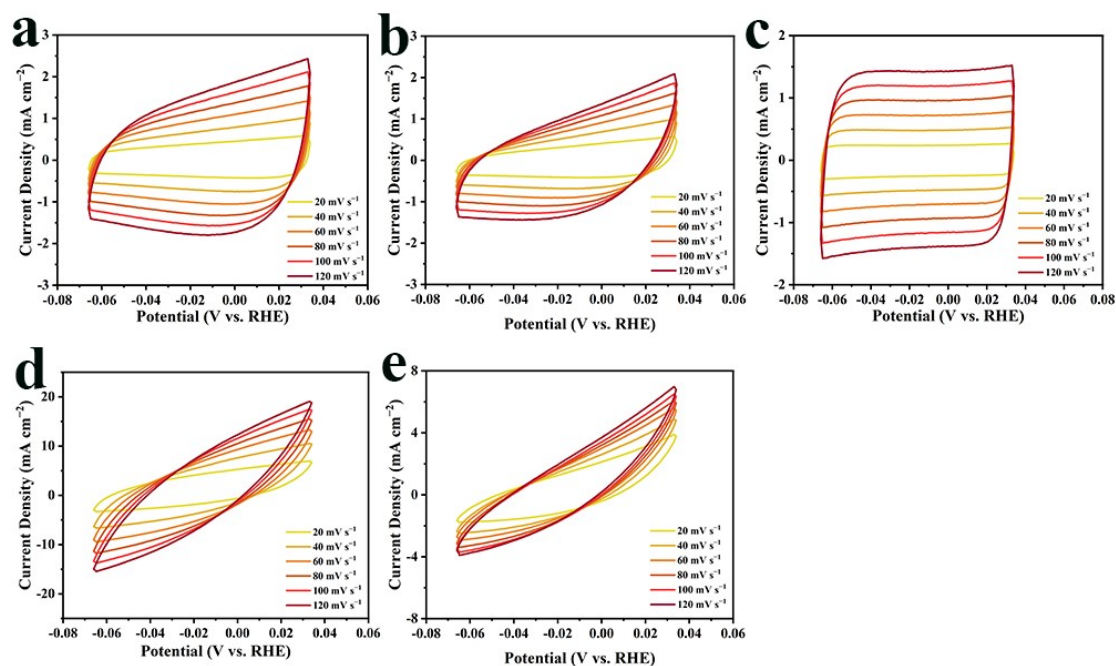 a
Current Density (mA cm⁻²)
3
2
1
0
-1
-2
-3
20 mV s⁻¹
40 mV s⁻¹
60 mV s⁻¹
80 mV s⁻¹
100 mV s⁻¹
120 mV s⁻¹
-0.08 -0.06 -0.04 -0.02 0.00 0.02 0.04 0.06
Potential (V vs. RHE)
b
Current Density (mA cm⁻²)
3
2
1
0
-1
-2
-3
20 mV s⁻¹
40 mV s⁻¹
60 mV s⁻¹
80 mV s⁻¹
100 mV s⁻¹
120 mV s⁻¹
-0.08 -0.06 -0.04 -0.02 0.00 0.02 0.04 0.06
Potential (V vs. RHE)
c
Current Density (mA cm⁻²)
2
1
0
-1
-2
20 mV s⁻¹
40 mV s⁻¹
60 mV s⁻¹
80 mV s⁻¹
100 mV s⁻¹
120 mV s⁻¹
-0.08 -0.06 -0.04 -0.02 0.00 0.02 0.04 0.06 0.08
Potential (V vs. RHE)
d
Current Density (mA cm⁻²)
20
10
0
-10
-20
20 mV s⁻¹
40 mV s⁻¹
60 mV s⁻¹
80 mV s⁻¹
100 mV s⁻¹
120 mV s⁻¹
-0.08 -0.06 -0.04 -0.02 0.00 0.02 0.04 0.06
Potential (V vs. RHE)
e
Current Density (mA cm⁻²)
8
4
0
-4
-8
20 mV s⁻¹
40 mV s⁻¹
60 mV s⁻¹
80 mV s⁻¹
100 mV s⁻¹
120 mV s⁻¹
-0.08 -0.06 -0.04 -0.02 0.00 0.02 0.04 0.06
Potential (V vs. RHE)